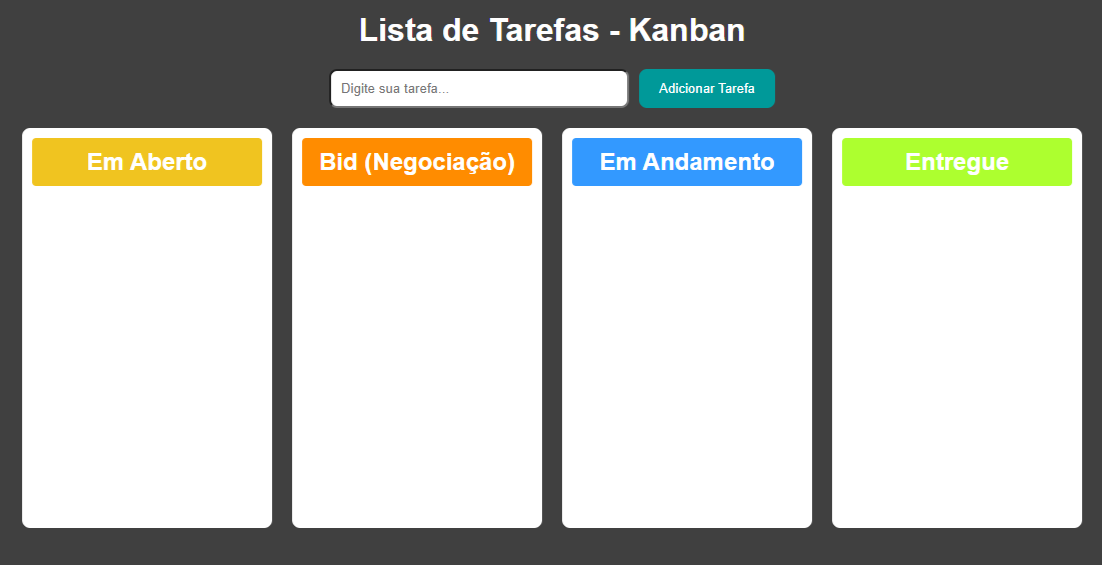 Lista de Tarefas - Kanban
Digite sua tarefa...
Adicionar Tarefa
Em Aberto
Bid (Negociação)
Em Andamento
Entregue